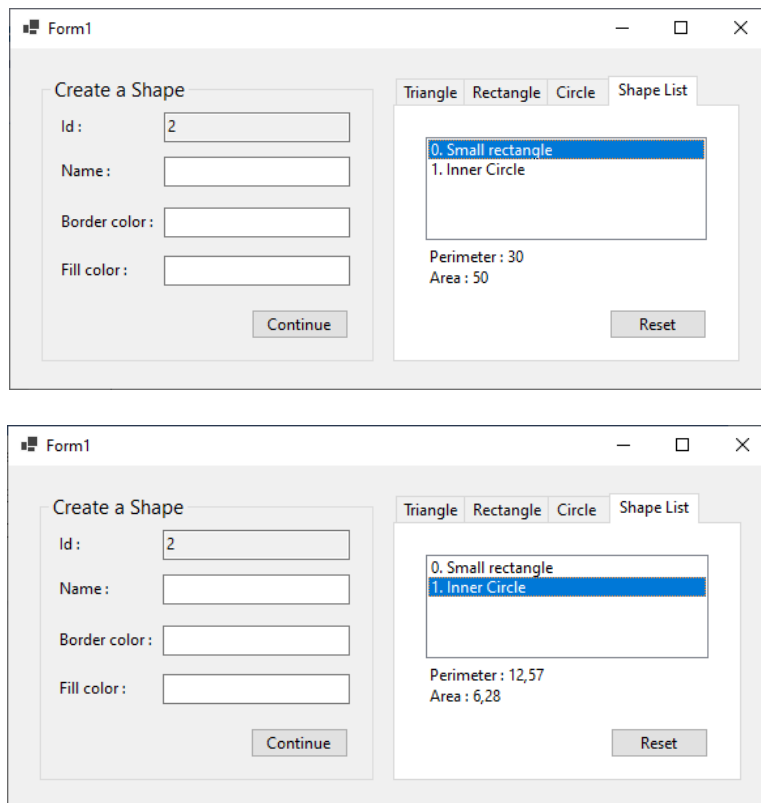 Form1
Create a Shape
Id :
2
Name :
Border color :
Fill color :
Continue
Triangle Rectangle Circle Shape List
0. Small rectangle
1. Inner Circle
Perimeter : 30
Area : 50
Reset
Form1
Create a Shape
Id :
2
Name :
Border color :
Fill color :
Continue
Triangle Rectangle Circle Shape List
0. Small rectangle
1. Inner Circle
Perimeter : 12,57
Area : 6,28
Reset